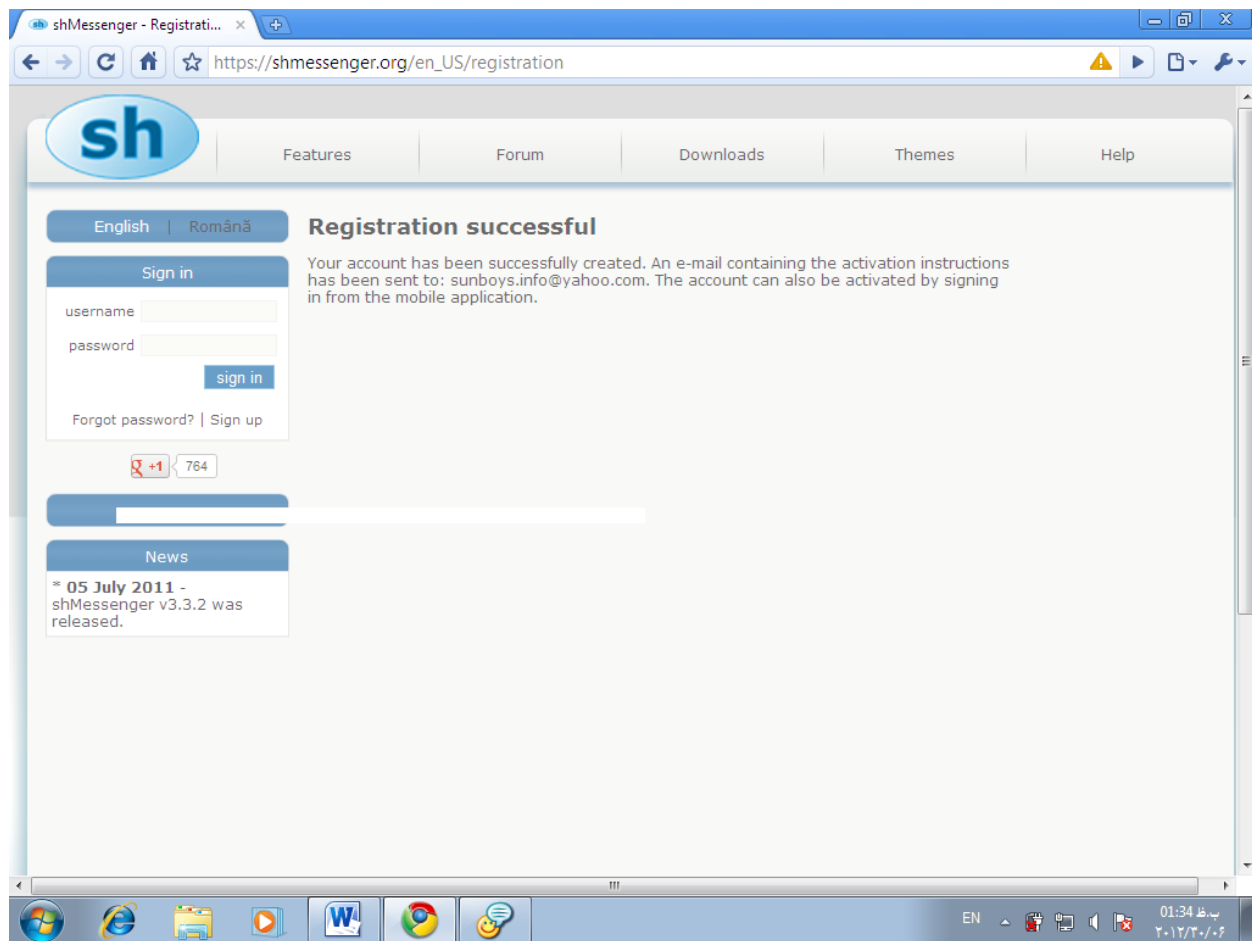 shMessenger - Registrati...
https://shmessenger.org/en_US/registration
sh
Features
Forum
Downloads
Themes
Help
English | Română
Sign in
username
password
sign in
Forgot password? | Sign up
+1 764
News
* 05 July 2011 -
shMessenger v3.3.2 was
released.
Registration successful
Your account has been successfully created. An e-mail containing the activation instructions
has been sent to: sunboys.info@yahoo.com. The account can also be activated by signing
in from the mobile application.
EN
01:34 ب.ظ
۲۰۱۲/۳۰/۰۶